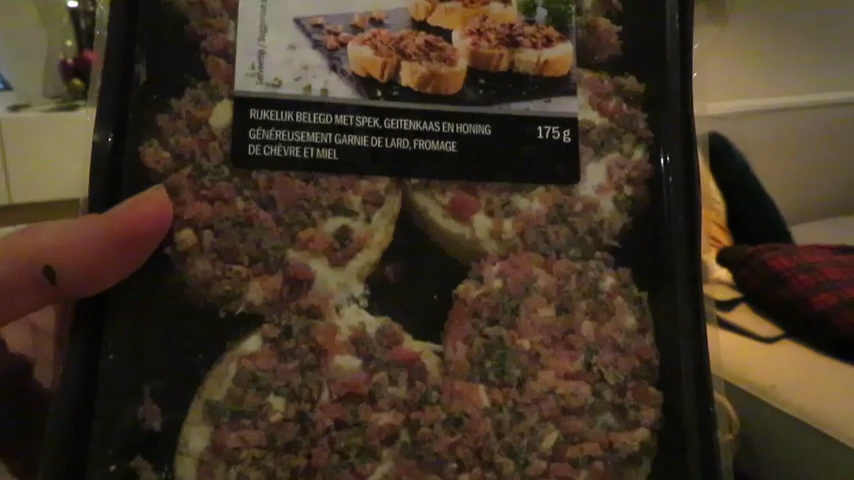 RIJKELIJK BELEGD MET SPEK, GEITENKAAS EN HONING
175 g
GÉNÉREUSEMENT GARNIE DE LARD, FROMAGE
DE CHÈVRE ET MIEL